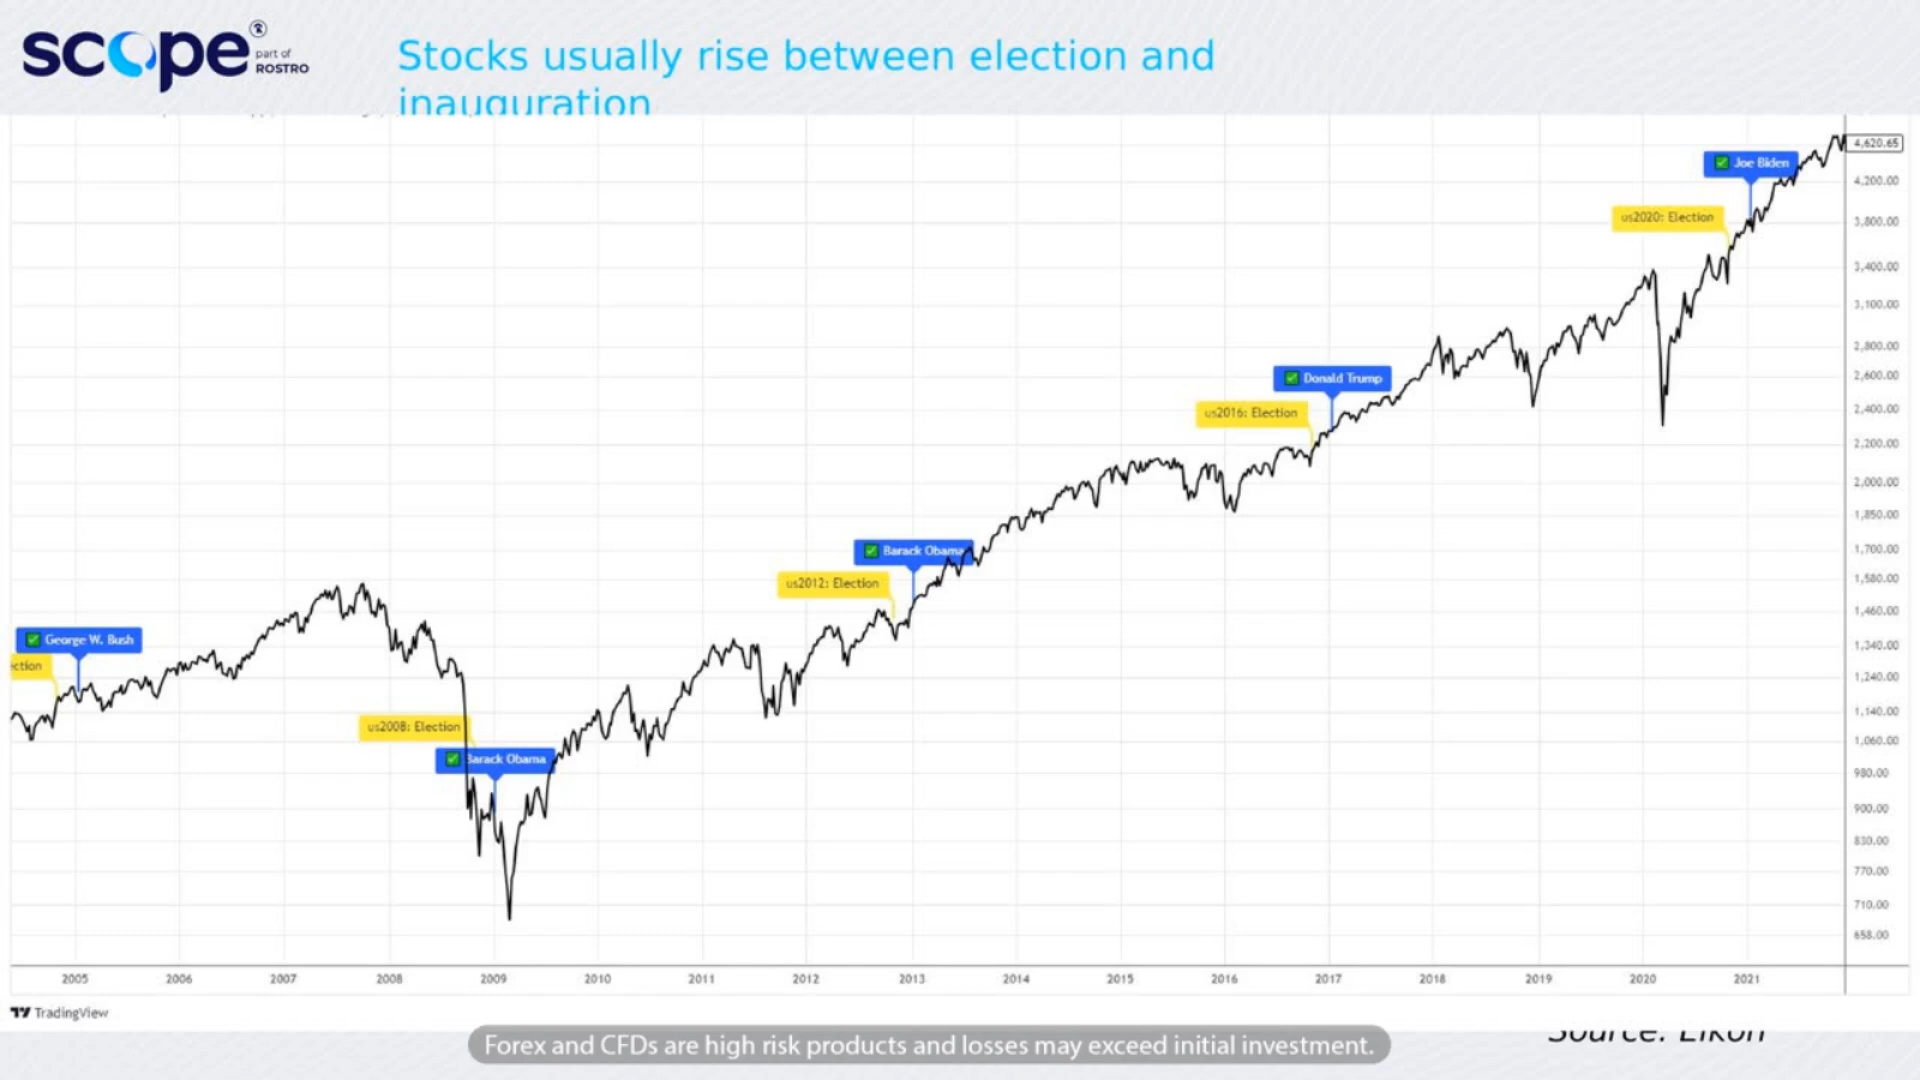 scope
part of
ROSTRO
Stocks usually rise between election and
inauguration
4,620.65
Joe Biden
4,200.00
us2020: Election
3,800.00
3,400.00
3,100.00
2,800.00
Donald Trump
2,600.00
us2016: Election
2,400.00
2,200.00
2,000.00
1,850.00
Barack Obama
1,700.00
us2012: Election
1,580.00
1,460.00
George W. Bush
1,340.00
ection
1,240.00
1,140.00
us2008: Election
1,060.00
Barack Obama
980.00
900.00
830.00
770.00
710.00
658.00
2005 2006 2007 2008 2009 2010 2011 2012 2013 2014 2015 2016 2017 2018 2019 2020 2021
TradingView
Source: Eikon
Forex and CFDs are high risk products and losses may exceed initial investment.